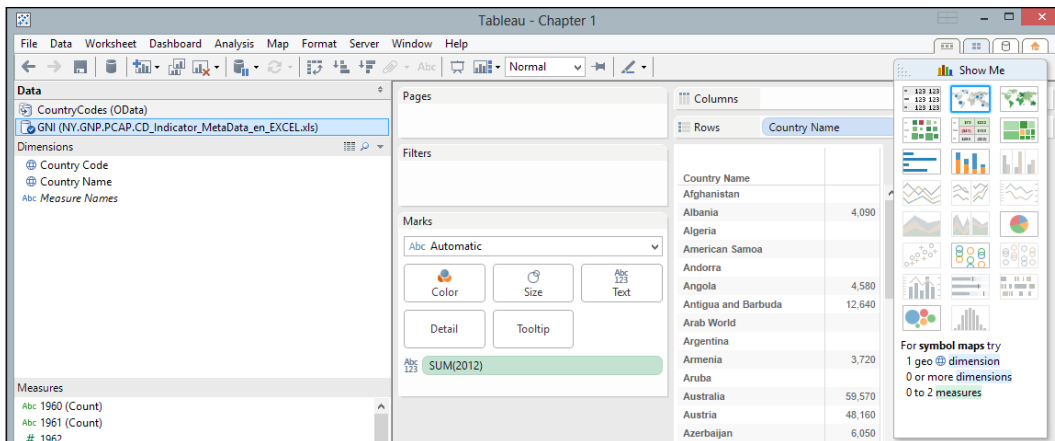 Tableau - Chapter 1
File Data Worksheet Dashboard Analysis Map Format Server Window Help
Abc Normal
Data
CountryCodes (OData)
GNI (NY.GNP.PCAP.CD_Indicator_MetaData_en_EXCEL.xls)
Dimensions
Country Code
Country Name
Abc Measure Names
Measures
Abc 1960 (Count)
Abc 1961 (Count)
# 1962
Pages
Filters
Marks
Abc Automatic
Color
Size
Abc
123
Text
Detail
Tooltip
Abc
123
SUM(2012)
Columns
Rows Country Name
Country Name
Afghanistan
Albania 4,090
Algeria
American Samoa
Andorra
Angola 4,580
Antigua and Barbuda 12,640
Arab World
Argentina
Armenia 3,720
Aruba
Australia 59,570
Austria 48,160
Azerbaijan 6,050
Show Me
123 123
123 123
123 123
For symbol maps try
1 geo dimension
0 or more dimensions
0 to 2 measures